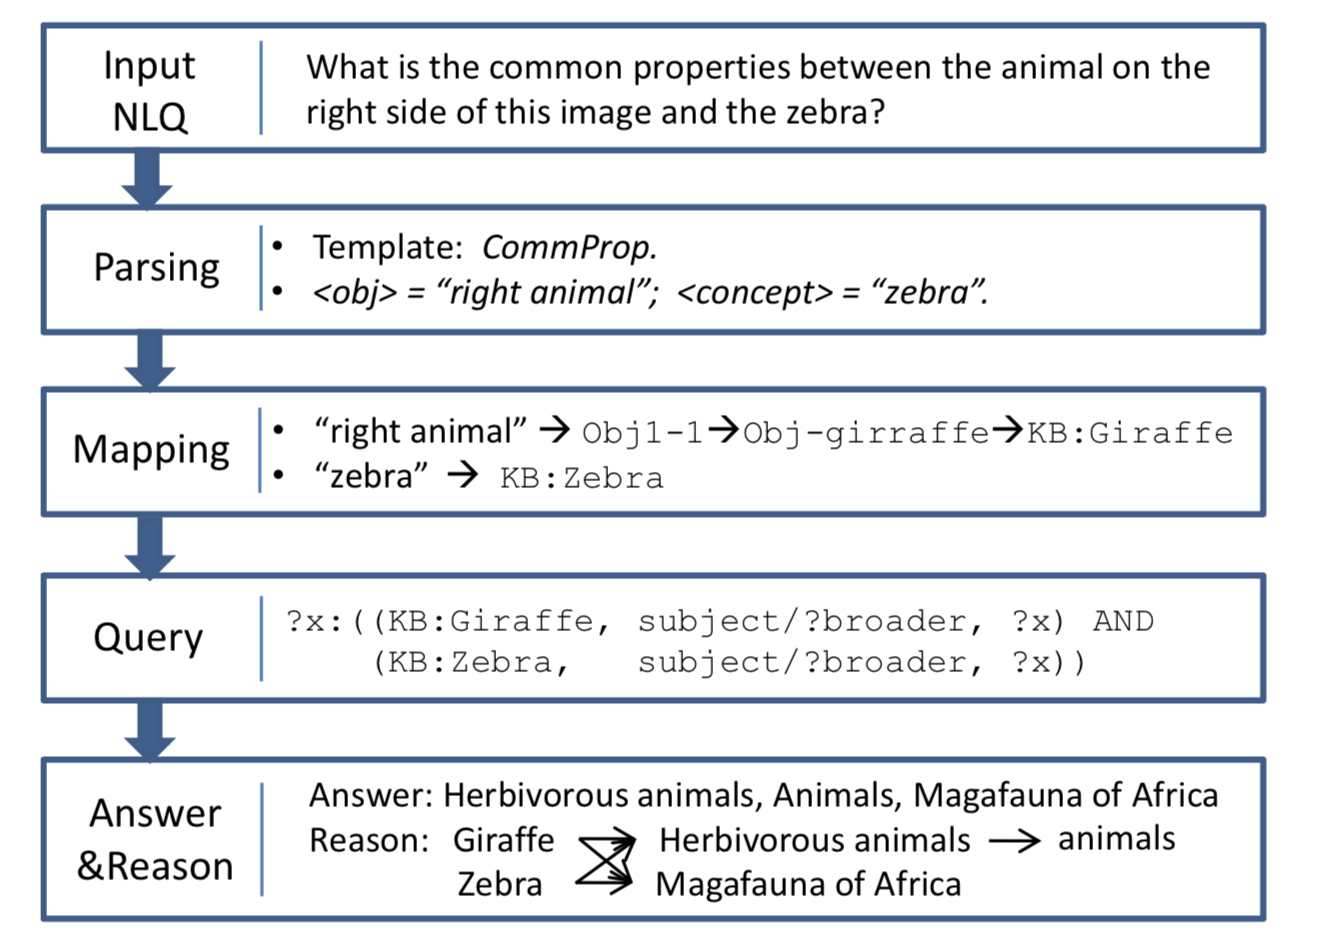 Input
NLQ
What is the common properties between the animal on the
right side of this image and the zebra?
Parsing
• Template: CommProp.
• <obj> = “right animal”; <concept> = “zebra”.
Mapping
• “right animal” → Obj1-1→Obj-girraffe→KB:Giraffe
• “zebra” → KB:Zebra
Query
?x:((KB:Giraffe, subject/?broader, ?x) AND
(KB:Zebra, subject/?broader, ?x))
Answer
&Reason
Answer: Herbivorous animals, Animals, Magafauna of Africa
Reason: Giraffe Herbivorous animals → animals
Zebra Magafauna of Africa